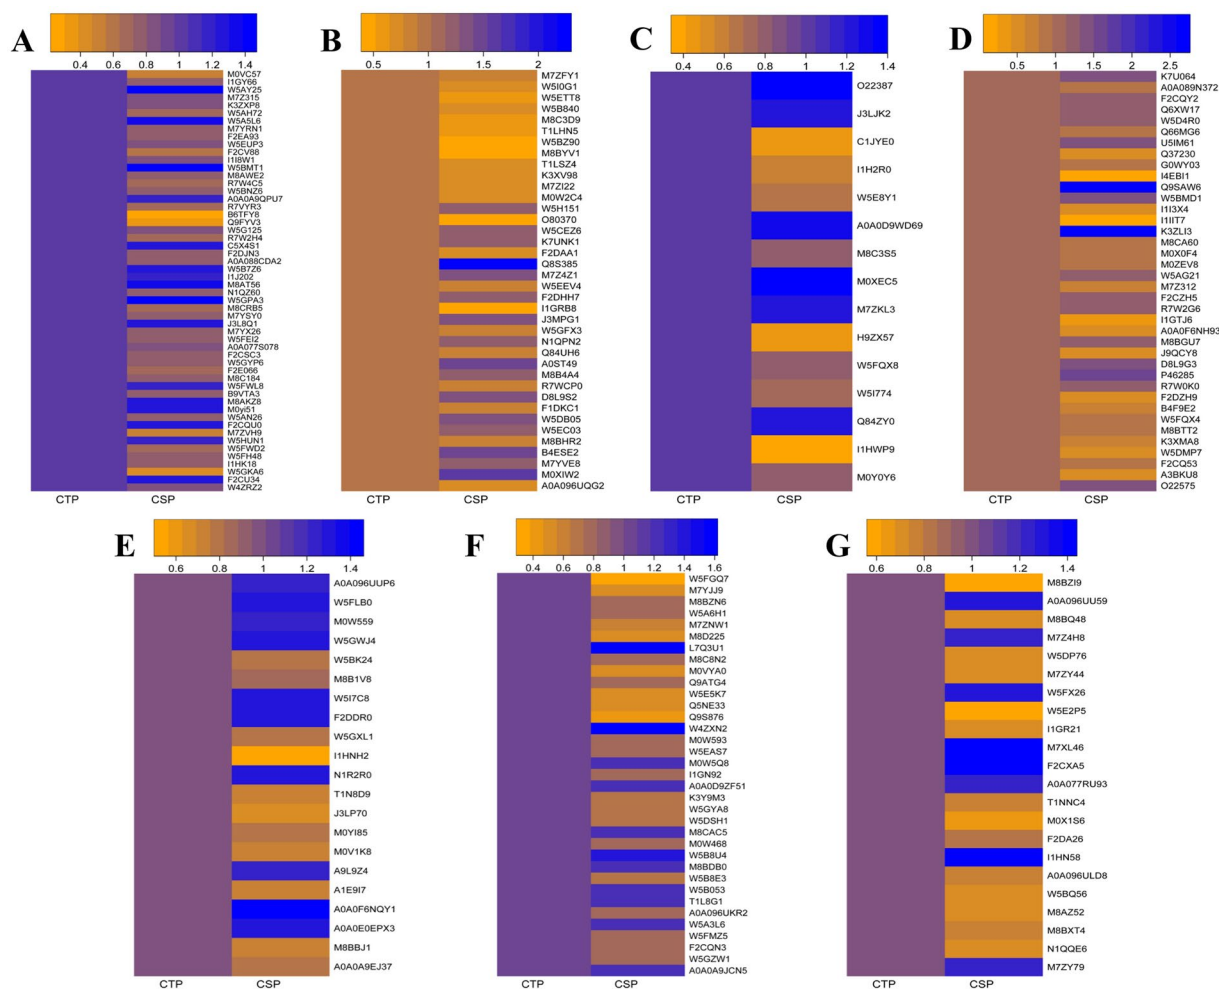 A
0.4 0.6 0.8 1 1.2 1.4
M0VC57
I1GY66
W5AY25
M7Z315
K3ZXP8
W5AH72
W5A5L6
M7YRN1
F2EA93
W5EUP3
F2CV88
I1I8W1
W5BMT1
M8AWE2
R7W4C5
W5BNZ6
A0A0A9QPU7
R7VYR3
B6TFY8
Q9FYV3
W5G125
R7W2H4
C5X4S1
F2DJN3
A0A088CDA2
W5B7Z6
I1J202
M8AT56
N1QZ60
W5GPA3
M8CRB5
M7YSY0
J3L8Q1
M7YX26
W5FEI2
A0A077S078
F2CSC3
W5GYP6
F2E066
M8C184
W5FWL8
B9VTA3
M8AKZ8
M0yi51
W5AN26
F2CQU0
M7ZVH9
W5HUN1
W5FWD2
W5FH48
I1HK18
W5GKA6
F2CU34
W4ZRZ2
CTP CSP
B
0.5 1 1.5 2
M7ZFY1
W5I0G1
W5ETT8
W5B840
M8C3D9
T1LHN5
W5BZ90
M8BYV1
T1LSZ4
K3XV98
M7ZI22
M0W2C4
W5H151
O80370
W5CEZ6
K7UNK1
F2DAA1
Q8S385
M7Z4Z1
W5EEV4
F2DHH7
I1GRB8
J3MPG1
W5GFX3
N1QPN2
Q84UH6
A0ST49
M8B4A4
R7WCP0
D8L9S2
F1DKC1
W5DB05
W5EC03
M8BHR2
B4ESE2
M7YVE8
M0XIW2
A0A096UQG2
CTP CSP
C
0.4 0.6 0.8 1 1.2 1.4
O22387
J3LJK2
C1JYE0
I1H2R0
W5E8Y1
A0A0D9WD69
M8C3S5
M0XEC5
M7ZKL3
H9ZX57
W5FQX8
W5I774
Q84ZY0
I1HWP9
M0Y0Y6
CTP CSP
D
0.5 1 1.5 2 2.5
K7U064
A0A089N372
F2CQY2
Q6XW17
W5D4R0
Q66MG6
U5IM61
Q37230
G0WY03
I4EBI1
Q9SAW6
W5BMD1
I1I3X4
I1IIT7
K3ZLI3
M8CA60
M0X0F4
M0ZEV8
W5AG21
M7Z312
F2CZH5
R7W2G6
I1GTJ6
A0A0F6NH93
M8BGU7
J9QCY8
D8L9G3
P46285
R7W0K0
F2DZH9
B4F9E2
W5FQX4
M8BTT2
K3XMA8
W5DMP7
F2CQ53
A3BKU8
O22575
CTP CSP
E
0.6 0.8 1 1.2 1.4
A0A096UUP6
W5FLB0
M0W559
W5GWJ4
W5BK24
M8B1V8
W5I7C8
F2DDR0
W5GXL1
I1HNH2
N1R2R0
T1N8D9
J3LP70
M0YI85
M0V1K8
A9L9Z4
A1E9I7
A0A0F6NQY1
A0A0E0EPX3
M8BBJ1
A0A0A9EJ37
CTP CSP
F
0.4 0.6 0.8 1 1.2 1.4 1.6
W5FGQ7
M7YJJ9
M8BZN6
W5A6H1
M7ZNW1
M8D225
L7Q3U1
M8C8N2
M0VYA0
Q9ATG4
W5E5K7
Q5NE33
Q9S876
W4ZXN2
M0W593
W5EAS7
M0W5Q8
I1GN92
A0A0D9ZF51
K3Y9M3
W5GYA8
W5DSH1
M8CAC5
M0W468
W5B8U4
M8BDB0
W5B8E3
W5B053
T1L8G1
A0A096UKR2
W5A3L6
W5FMZ5
F2CQN3
W5GZW1
A0A0A9JCN5
CTP CSP
G
0.6 0.8 1 1.2 1.4
M8BZI9
A0A096UU59
M8BQ48
M7Z4H8
W5DP76
M7ZY44
W5FX26
W5E2P5
I1GR21
M7XL46
F2CXA5
A0A077RU93
T1NNC4
M0X1S6
F2DA26
I1HN58
A0A096ULD8
W5BQ56
M8AZ52
M8BXT4
N1QQE6
M7ZY79
CTP CSP